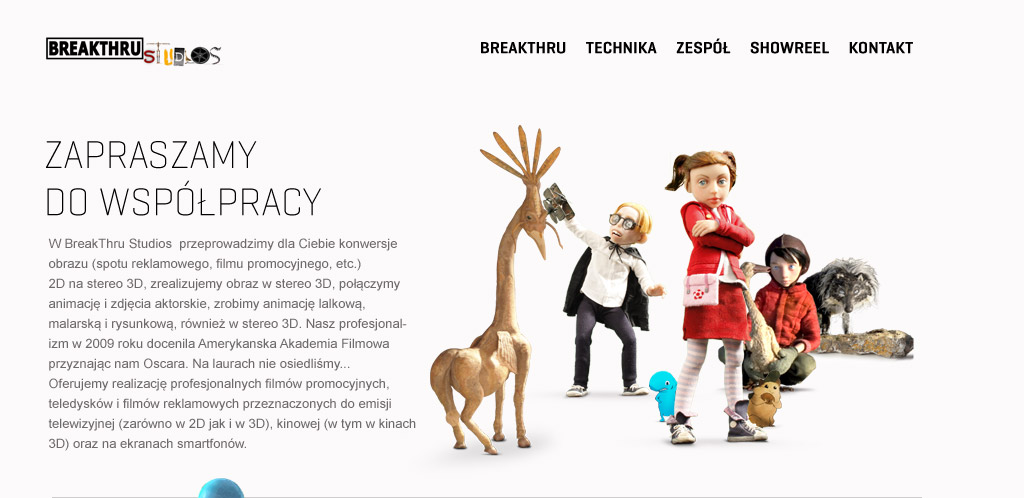 BREAKTHRU STUDIOS
BREAKTHRU TECHNIKA ZESPÓŁ SHOWREEL KONTAKT
ZAPRASZAMY
DO WSPÓŁPRACY
W BreakThru Studios przeprowadzimy dla Ciebie konwersje
obrazu (spotu reklamowego, filmu promocyjnego, etc.)
2D na stereo 3D, zrealizujemy obraz w stereo 3D, połączymy
animację i zdjęcia aktorskie, zrobimy animację lalkową,
malarską i rysunkową, również w stereo 3D. Nasz profesjonal-
izm w 2009 roku docenila Amerykanska Akademia Filmowa
przyznając nam Oscara. Na laurach nie osiedliśmy...
Oferujemy realizację profesjonalnych filmów promocyjnych,
teledysków i filmów reklamowych przeznaczonych do emisji
telewizyjnej (zarówno w 2D jak i w 3D), kinowej (w tym w kinach
3D) oraz na ekranach smartfonów.